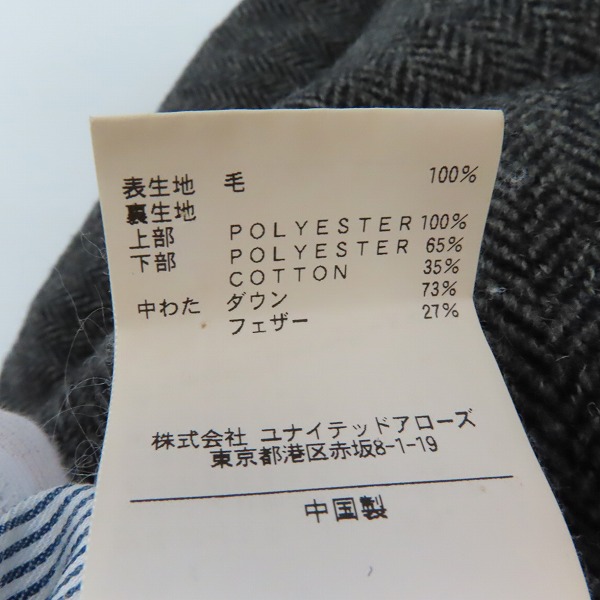 表生地 毛 100%
裏生地
上部 POLYESTER 100%
下部 POLYESTER 65%
COTTON 35%
中わた ダウン 73%
フェザー 27%
株式会社 ユナイテッドアローズ
東京都港区赤坂8-1-19
中国製